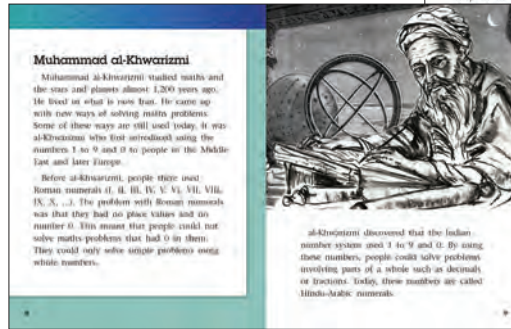 Muhammad al-Khwarizmi
Muhammad al-Khwarizmi studied maths and
the stars and planets almost 1,200 years ago.
He lived in what is now Iran. He came up
with new ways of solving maths problems.
Some of these ways are still used today. It was
al-Khwarizmi who first introduced using the
numbers 1 to 9 and 0 to people in the Middle
East and later Europe.
Before al-Khwarizmi, people there used
Roman numerals (I, II, III, IV, V, VI, VII, VIII,
IX, X, ...). The problem with Roman numerals
was that they had no place values and no
number 0. This meant that people could not
solve maths problems that had 0 in them.
They could only solve simple problems using
whole numbers.
al-Khwarizmi discovered that the Indian
number system used 1 to 9 and 0. By using
these numbers, people could solve problems
involving parts of a whole such as decimals
or fractions. Today, these numbers are called
Hindu-Arabic numerals.